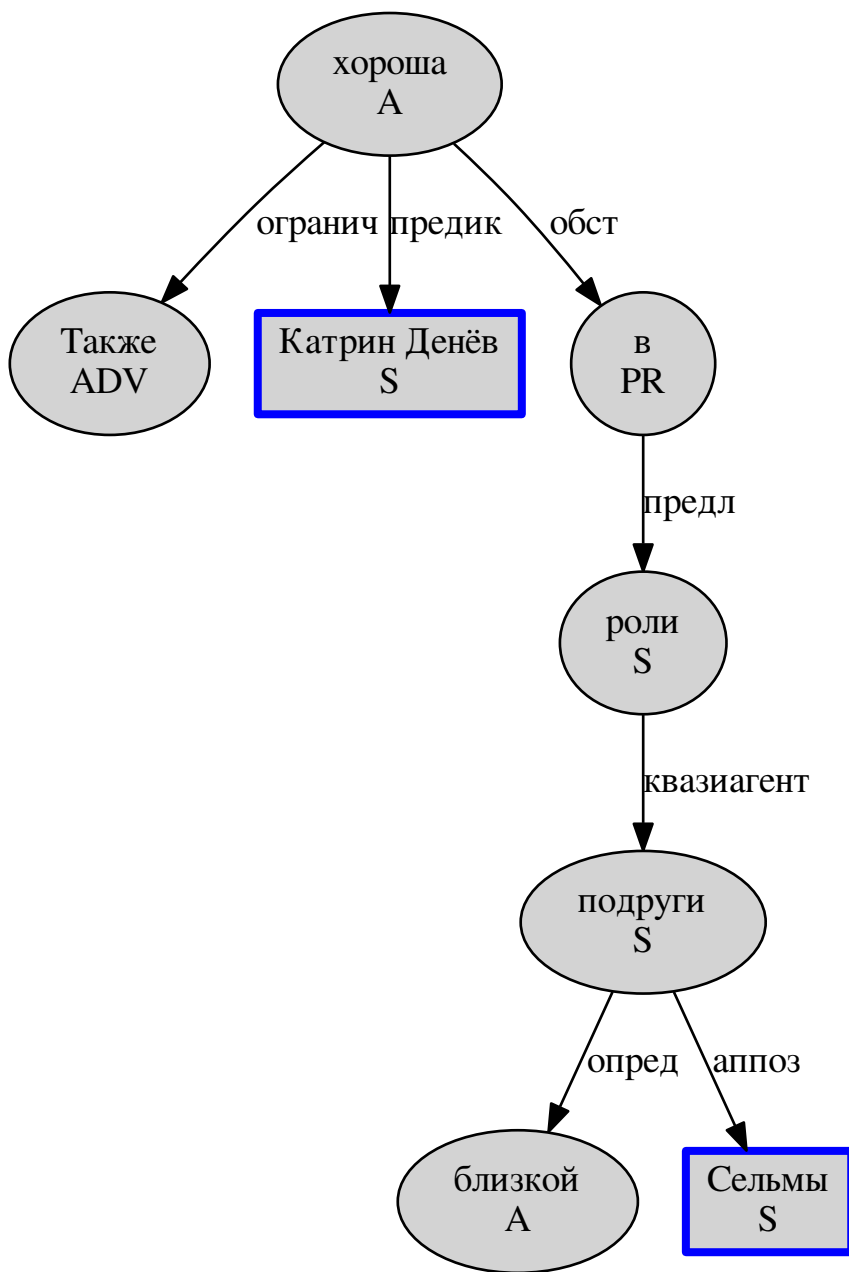 хороша
A
огранич
предик
обст
Также
ADV
Катрин Денёв
S
в
PR
предл
роли
S
квазиагент
подруги
S
опред
аппоз
близкой
A
Сельмы
S